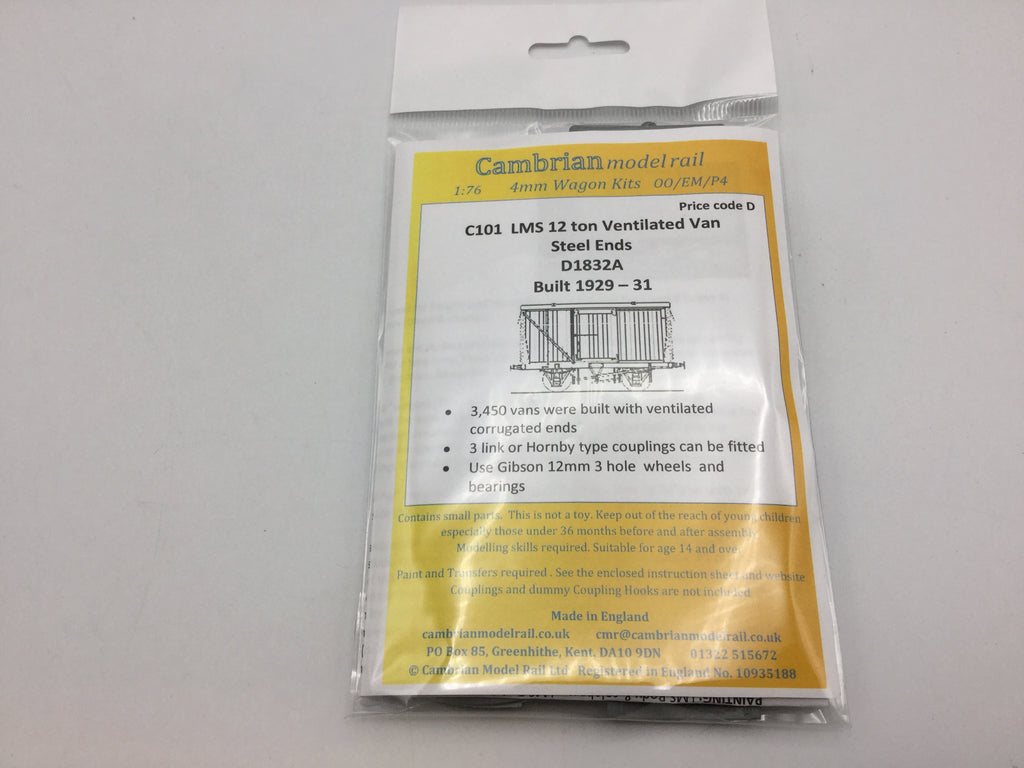 Cambrian model rail
1:76 4mm Wagon Kits OO/EM/P4
Price code D
C101 LMS 12 ton Ventilated Van
Steel Ends
D1832A
Built 1929 – 31
• 3,450 vans were built with ventilated
corrugated ends
• 3 link or Hornby type couplings can be fitted
• Use Gibson 12mm 3 hole wheels and
bearings
Contains small parts. This is not a toy. Keep out of the reach of young children
especially those under 36 months before and after assembly
Modelling skills required. Suitable for age 14 and over
Paint and Transfers required . See the enclosed instruction sheet and website
Couplings and dummy Coupling Hooks are not included
Made in England
cambrianmodelrail.co.uk cmr@cambrianmodelrail.co.uk
PO Box 85, Greenhithe, Kent, DA10 9DN 01322 515672
© Cambrian Model Rail Ltd Registered in England No. 10935188
PAINTING: LMS Body &